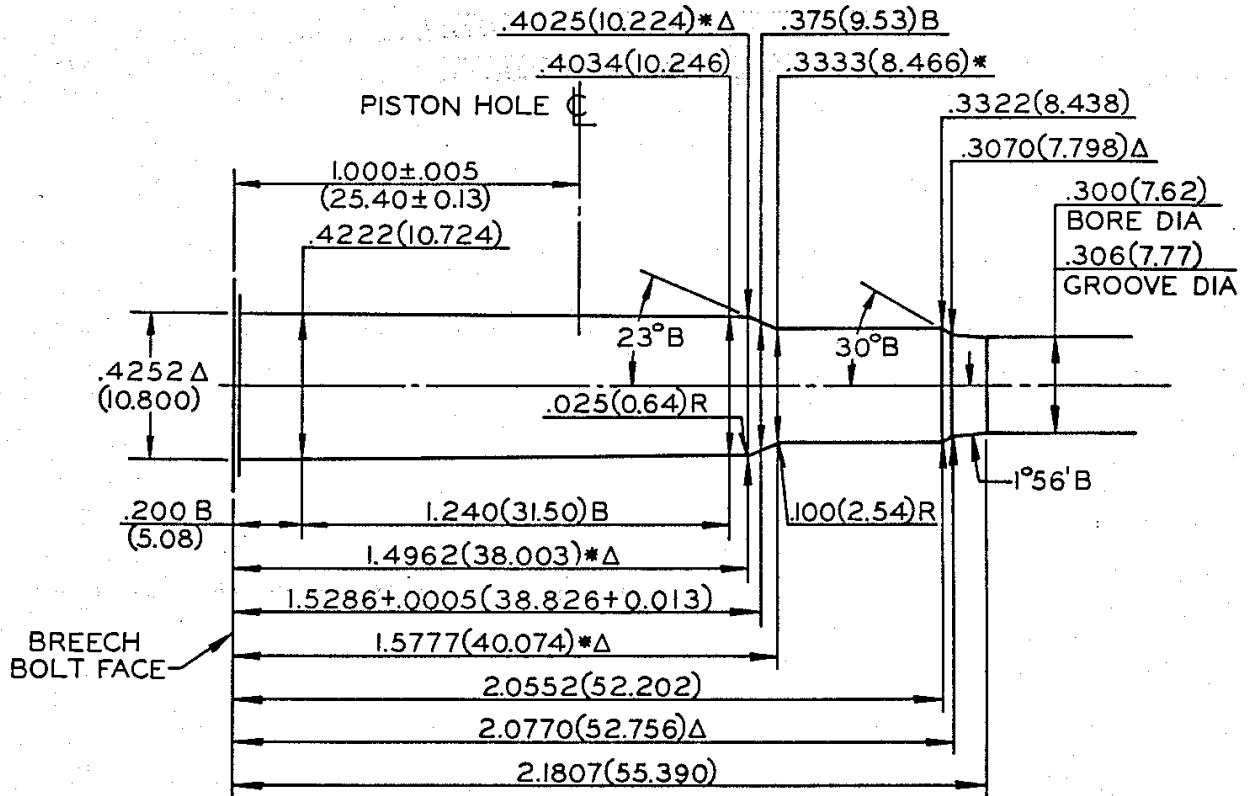 .4025(10.224)*Δ
.375(9.53)B
.4034(10.246)
.3333(8.466)*
PISTON HOLE ℄
.3322(8.438)
.3070(7.798)Δ
1.000±.005
(25.40±0.13)
.300(7.62)
BORE DIA
.4222(10.724)
.306(7.77)
GROOVE DIA
23°B
30°B
.4252Δ
(10.800)
.025(0.64)R
1°56'B
.200 B
(5.08)
1.240(31.50)B
.100(2.54)R
1.4962(38.003)*Δ
1.5286+.0005(38.826+0.013)
BREECH
BOLT FACE
1.5777(40.074)*Δ
2.0552(52.202)
2.0770(52.756)Δ
2.1807(55.390)